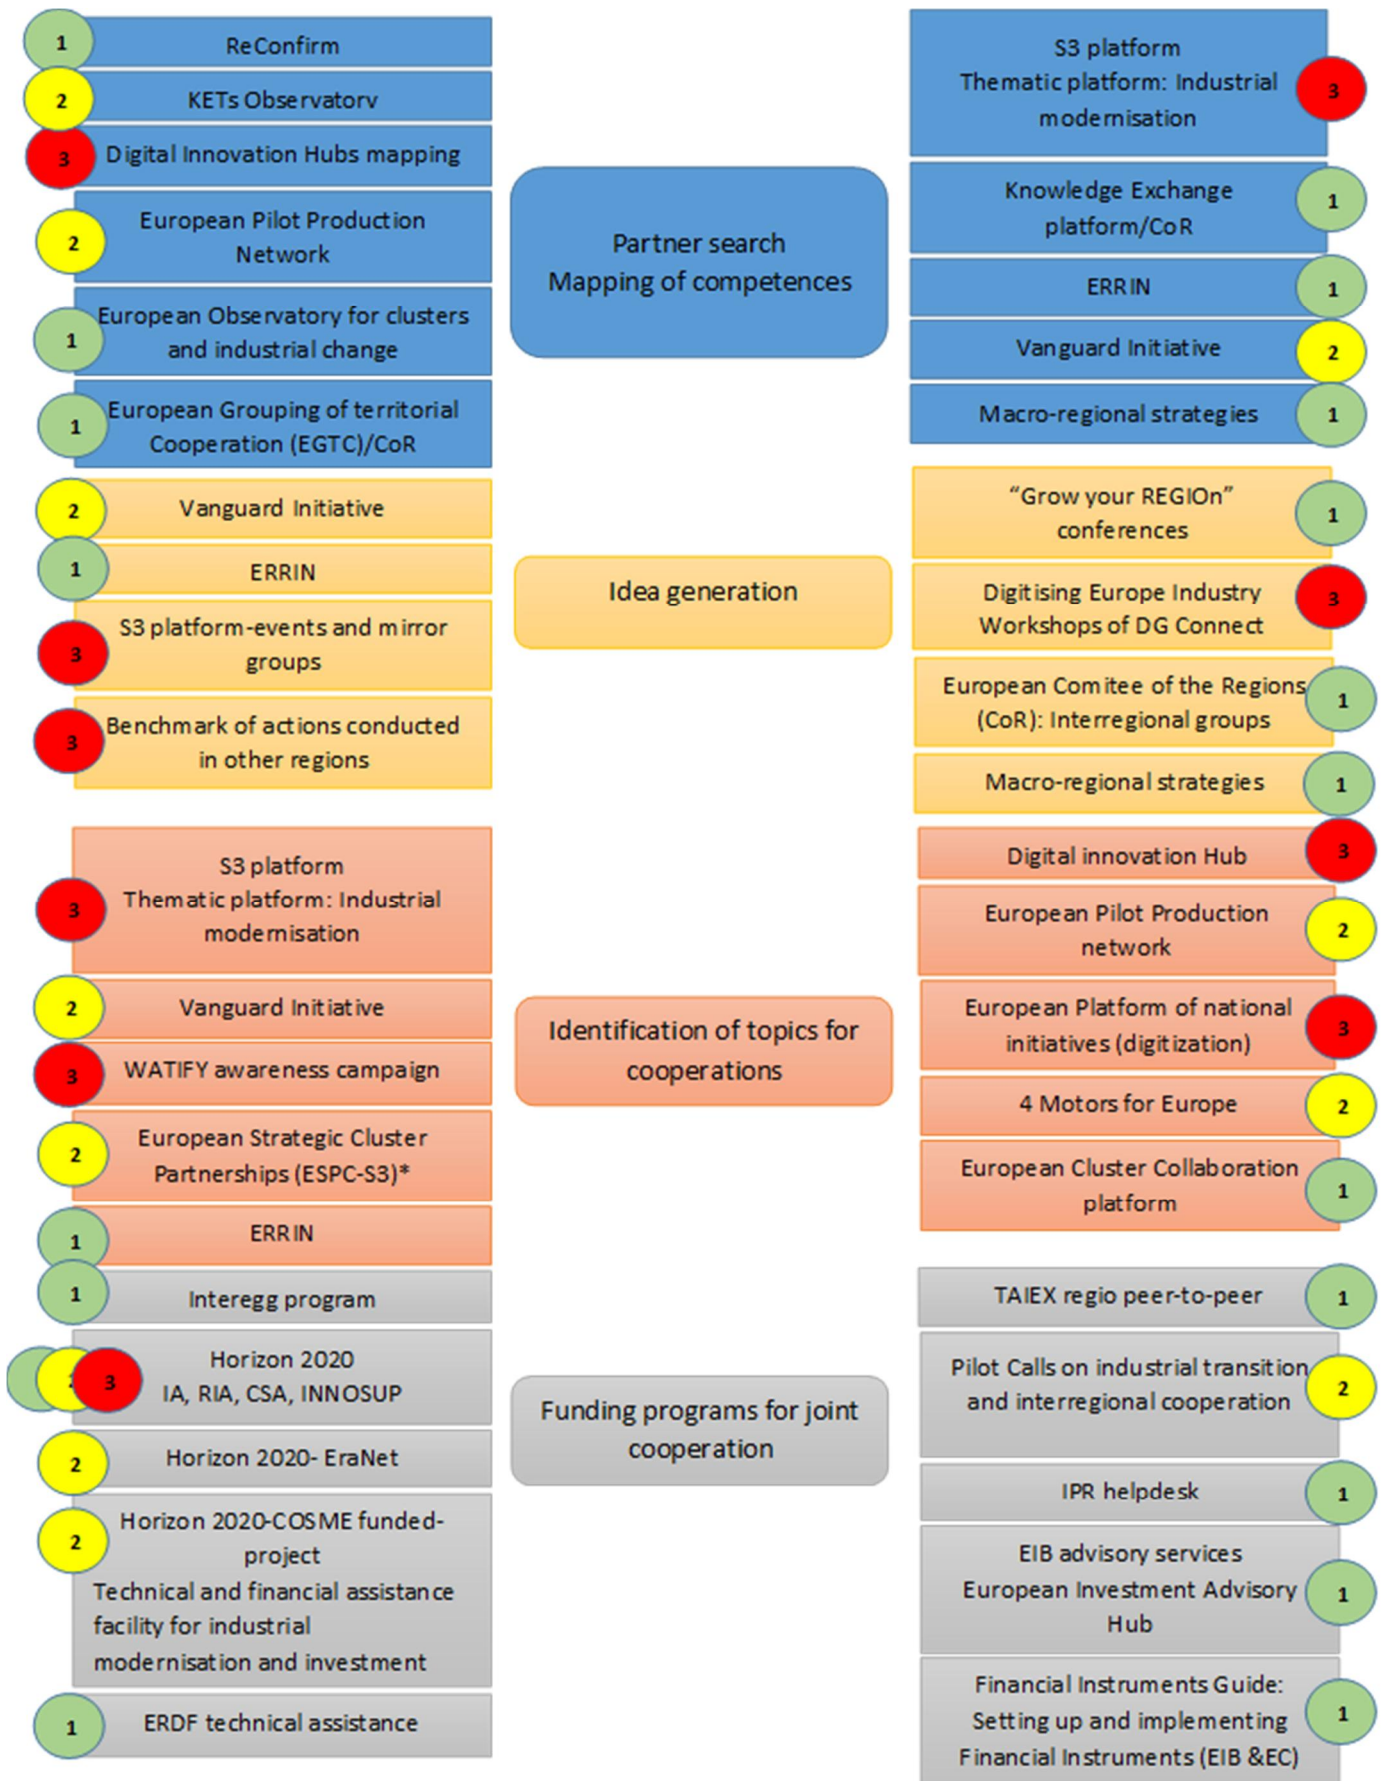 1
ReConfirm
2
KETs Observatorv
3
Digital Innovation Hubs mapping
2
European Pilot Production
Network
1
European Observatory for clusters
and industrial change
1
European Grouping of territorial
Cooperation (EGTC)/CoR
Partner search
Mapping of competences
S3 platform
Thematic platform: Industrial
modernisation
3
Knowledge Exchange
platform/CoR
1
ERRIN
1
Vanguard Initiative
2
Macro-regional strategies
1
2
Vanguard Initiative
1
ERRIN
3
S3 platform-events and mirror
groups
3
Benchmark of actions conducted
in other regions
Idea generation
“Grow your REGIOn”
conferences
1
Digitising Europe Industry
Workshops of DG Connect
3
European Comitee of the Regions
(CoR): Interregional groups
1
Macro-regional strategies
1
3
S3 platform
Thematic platform: Industrial
modernisation
2
Vanguard Initiative
3
WATIFY awareness campaign
2
European Strategic Cluster
Partnerships (ESPC-S3)*
1
ERRIN
Identification of topics for
cooperations
Digital innovation Hub
3
European Pilot Production
network
2
European Platform of national
initiatives (digitization)
3
4 Motors for Europe
2
European Cluster Collaboration
platform
1
1
Interegg program
3
Horizon 2020
IA, RIA, CSA, INNOSUP
2
Horizon 2020- EraNet
2
Horizon 2020-COSME funded-
project
Technical and financial assistance
facility for industrial
modernisation and investment
1
ERDF technical assistance
Funding programs for joint
cooperation
TAIEX regio peer-to-peer
1
Pilot Calls on industrial transition
and interregional cooperation
2
IPR helpdesk
1
EIB advisory services
European Investment Advisory
Hub
1
Financial Instruments Guide:
Setting up and implementing
Financial Instruments (EIB &EC)
1